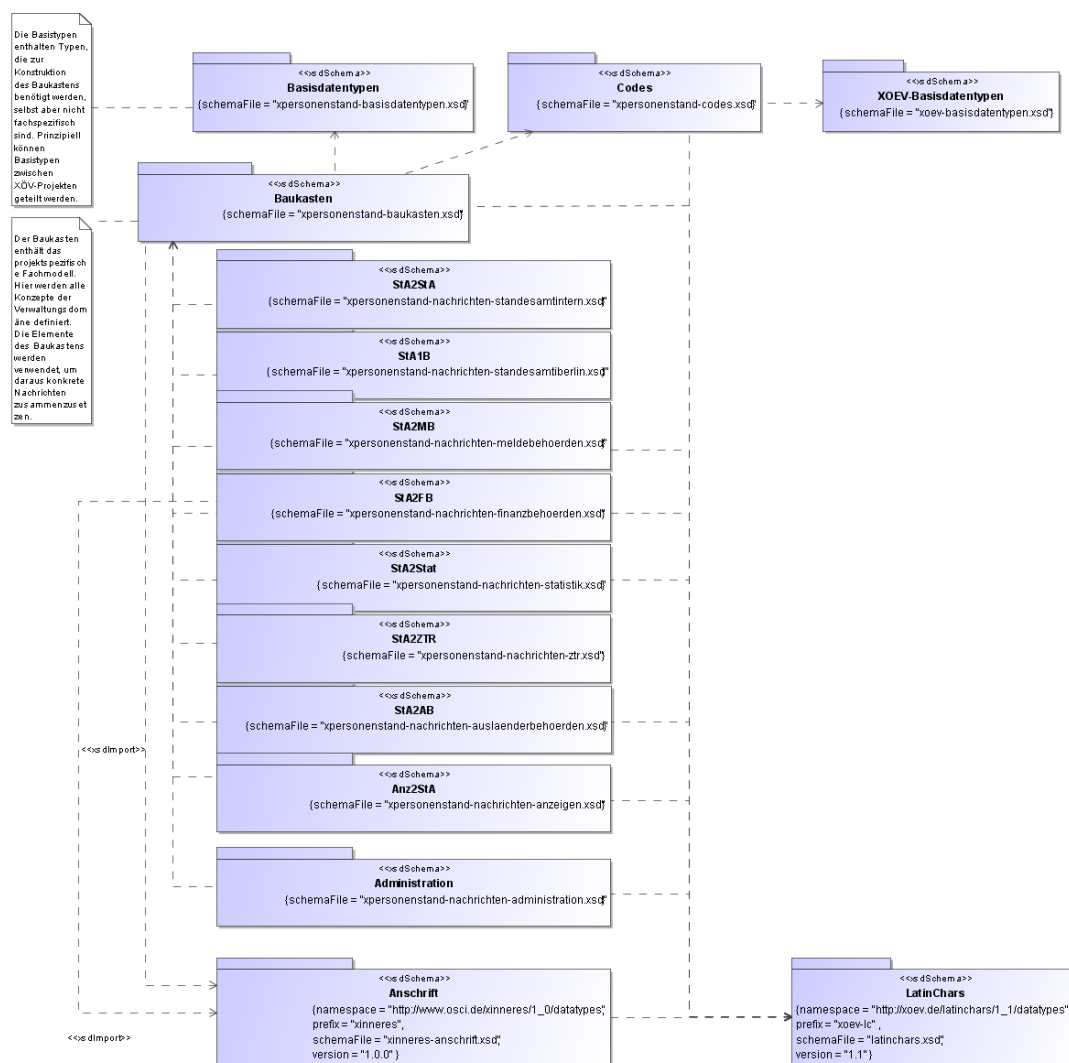 Die Basistypen
enthalten Typen,
die zur
Konstruktion
des Baukastens
benötigt werden,
selbst aber nicht
fachspezifisch
sind. Prinzipiell
können
Basistypen
zwischen
XÖV-Projekten
geteilt werden.
<<xsdSchema>>
Basisdatentypen
{schemaFile = "xpersonenstand-basisdatentypen.xsd"}
<<xsdSchema>>
Codes
{schemaFile = "xpersonenstand-codes.xsd"}
<<xsdSchema>>
XOEV-Basisdatentypen
{schemaFile = "xoev-basisdatentypen.xsd"}
<<xsdSchema>>
Baukasten
{schemaFile = "xpersonenstand-baukasten.xsd"
Der Baukasten
enthält das
projektspezifisch
e Fachmodell.
Hier werden alle
Konzepte der
Verwaltungsdom
äne definiert.
Die Elemente
des Baukastens
werden
verwendet, um
daraus konkrete
Nachrichten
zusammenzuset
zen.
<<xsdSchema>>
StA2StA
{schemaFile = "xpersonenstand-nachrichten-standesamtintern.xsd"
<<xsdSchema>>
StA1B
{schemaFile = "xpersonenstand-nachrichten-standesamtiberlin.xsd"
<<xsdSchema>>
StA2MB
{schemaFile = "xpersonenstand-nachrichten-meldebehoerden.xsd"
<<xsdSchema>>
StA2FB
{schemaFile = "xpersonenstand-nachrichten-finanzbehoerden.xsd"
<<xsdSchema>>
StA2Stat
{schemaFile = "xpersonenstand-nachrichten-statistik.xsd"
<<xsdSchema>>
StA2ZTR
{schemaFile = "xpersonenstand-nachrichten-ztr.xsd"}
<<xsdSchema>>
StA2AB
{schemaFile = "xpersonenstand-nachrichten-auslaenderbehoerden.xsd"
<<xsdImport>>
<<xsdSchema>>
Anz2StA
{schemaFile = "xpersonenstand-nachrichten-anzeigen.xsd"
<<xsdSchema>>
Administration
{schemaFile = "xpersonenstand-nachrichten-administration.xsd"
<<xsdSchema>>
Anschrift
{namespace = "http://www.osci.de/xinneres/1_0/datatypes",
prefix = "xinneres",
schemaFile = "xinneres-anschrift.xsd",
version = "1.0.0" }
<<xsdImport>>
<<xsdSchema>>
LatinChars
{namespace = "http://xoev.de/latinchars/1_1/datatypes"
prefix = "xoev-lc" ,
schemaFile = "latinchars.xsd",
version = "1.1" }